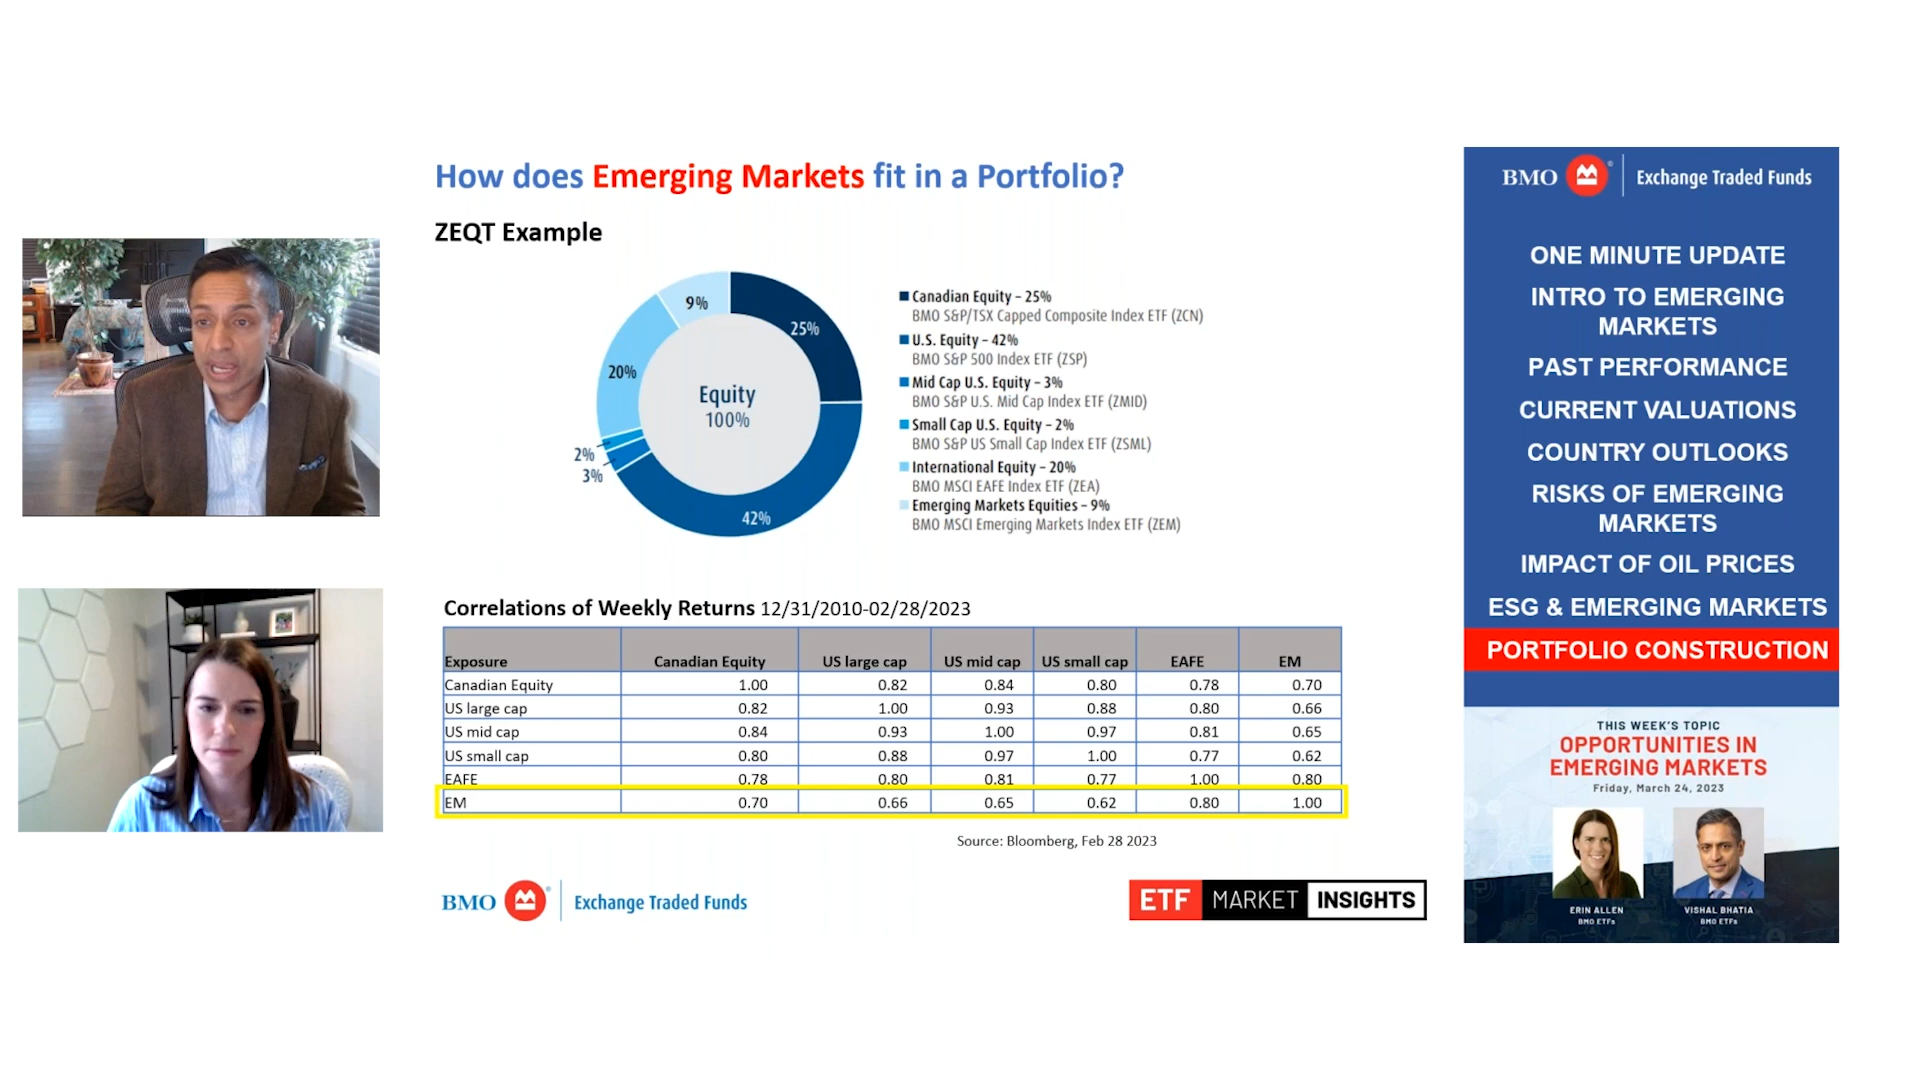 How does Emerging Markets fit in a Portfolio?
ZEQT Example
9%
25%
20%
Equity
100%
2%
3%
42%
Canadian Equity – 25%
BMO S&P/TSX Capped Composite Index ETF (ZCN)
U.S. Equity – 42%
BMO S&P 500 Index ETF (ZSP)
Mid Cap U.S. Equity – 3%
BMO S&P U.S. Mid Cap Index ETF (ZMID)
Small Cap U.S. Equity – 2%
BMO S&P US Small Cap Index ETF (ZSML)
International Equity – 20%
BMO MSCI EAFE Index ETF (ZEA)
Emerging Markets Equities – 9%
BMO MSCI Emerging Markets Index ETF (ZEM)
Correlations of Weekly Returns 12/31/2010-02/28/2023
Exposure Canadian Equity US large cap US mid cap US small cap EAFE EM
Canadian Equity 1.00 0.82 0.84 0.80 0.78 0.70
US large cap 0.82 1.00 0.93 0.88 0.80 0.66
US mid cap 0.84 0.93 1.00 0.97 0.81 0.65
US small cap 0.80 0.88 0.97 1.00 0.77 0.62
EAFE 0.78 0.80 0.81 0.77 1.00 0.80
EM 0.70 0.66 0.65 0.62 0.80 1.00
Source: Bloomberg, Feb 28 2023
BMO Exchange Traded Funds
ETF MARKET INSIGHTS
BMO Exchange Traded Funds
ONE MINUTE UPDATE
INTRO TO EMERGING
MARKETS
PAST PERFORMANCE
CURRENT VALUATIONS
COUNTRY OUTLOOKS
RISKS OF EMERGING
MARKETS
IMPACT OF OIL PRICES
ESG & EMERGING MARKETS
PORTFOLIO CONSTRUCTION
THIS WEEK'S TOPIC
OPPORTUNITIES IN
EMERGING MARKETS
Friday, March 24, 2023
ERIN ALLEN
BMO ETFs
VISHAL BHATIA
BMO ETFs